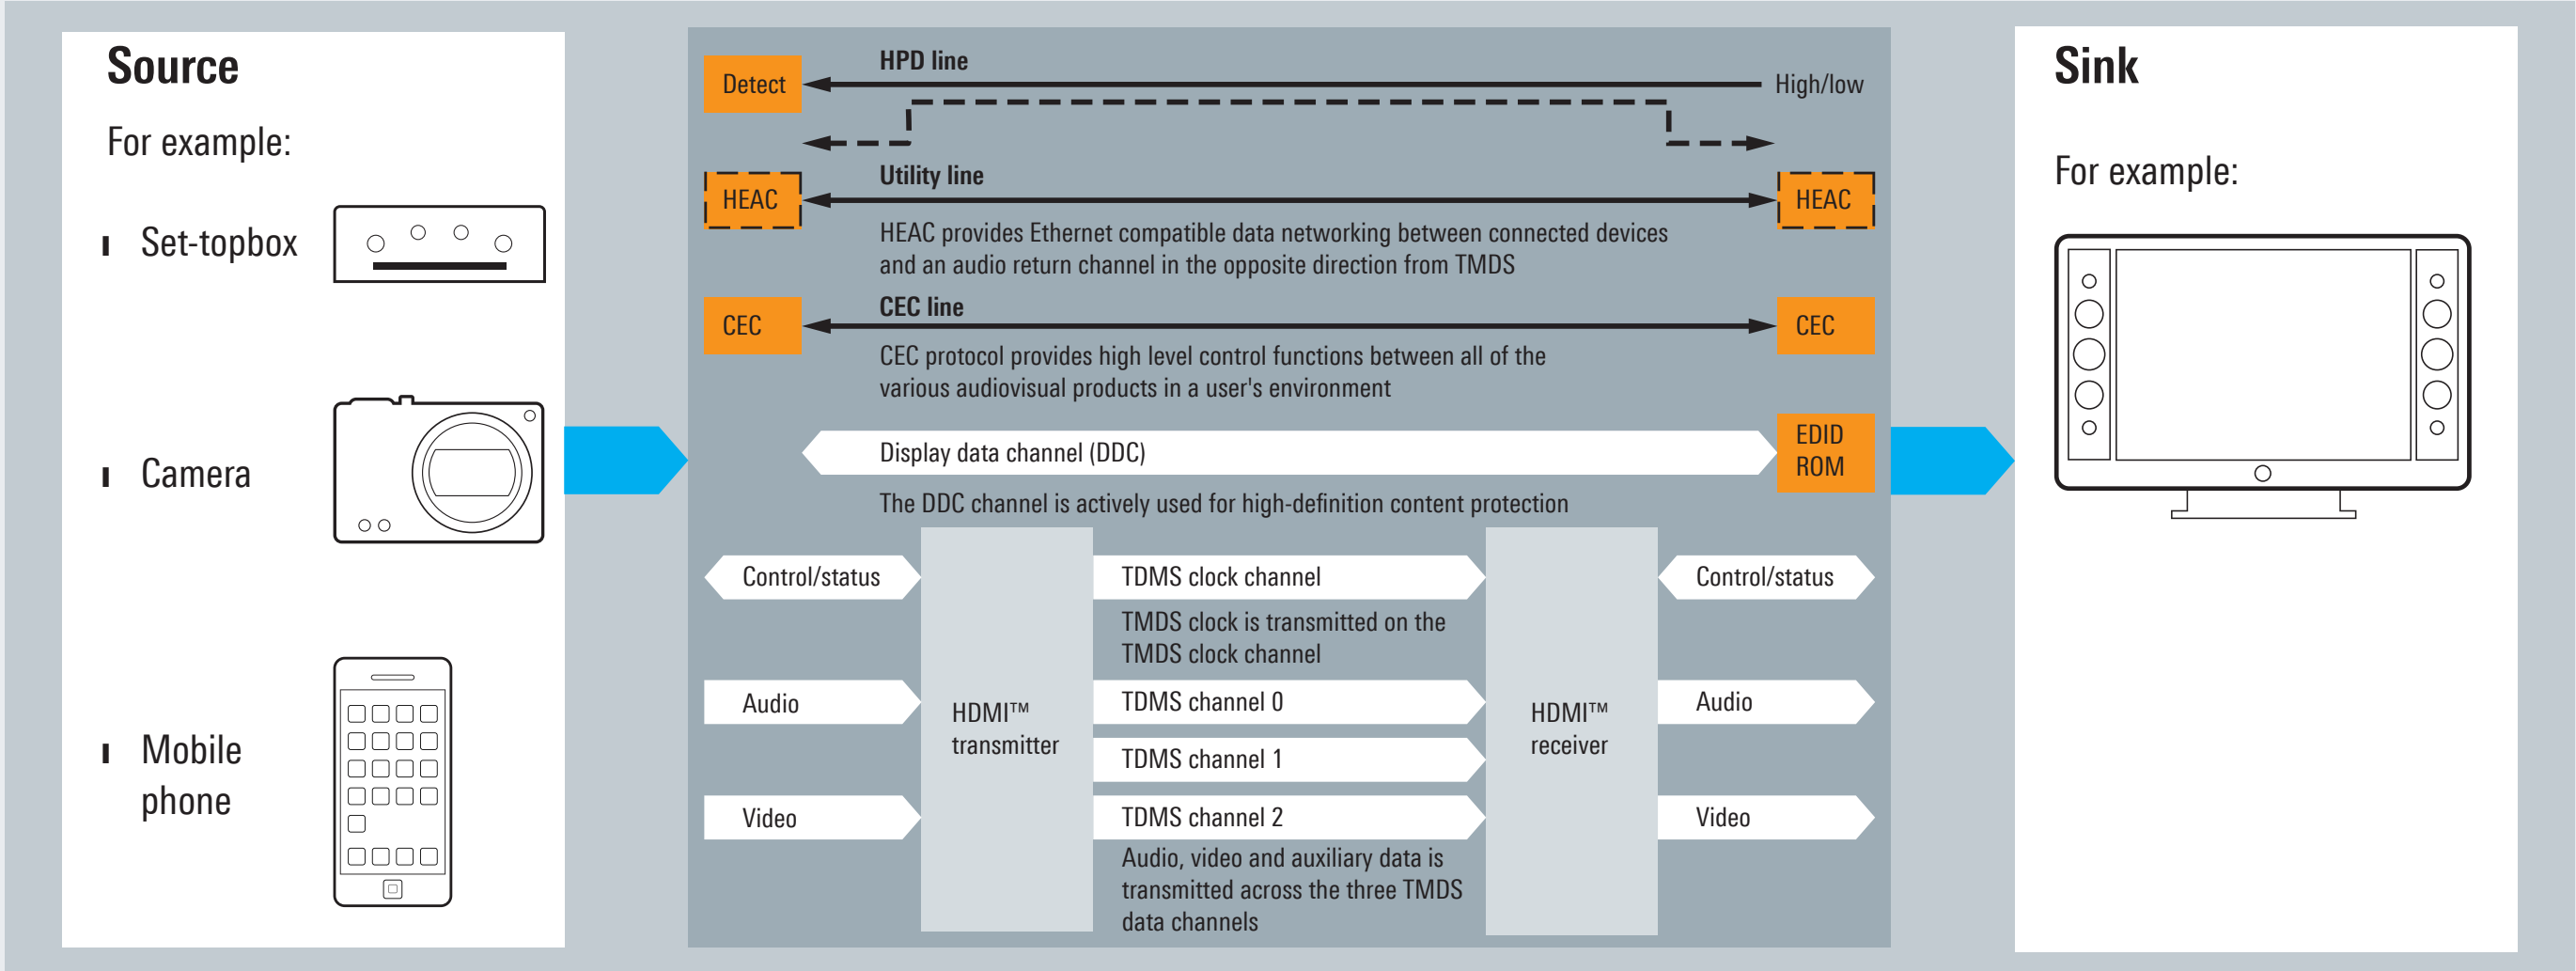 Source
For example:
Set-topbox
Camera
Mobile
phone
HPD line
Detect
High/low
Utility line
HEAC
HEAC
HEAC provides Ethernet compatible data networking between connected devices
and an audio return channel in the opposite direction from TMDS
CEC line
CEC
CEC
CEC protocol provides high level control functions between all of the
various audiovisual products in a user's environment
Display data channel (DDC)
EDID
ROM
The DDC channel is actively used for high-definition content protection
Control/status
TDMS clock channel
Control/status
TMDS clock is transmitted on the
TMDS clock channel
Audio
HDMI™
transmitter
TDMS channel 0
TDMS channel 1
HDMI™
receiver
Audio
Video
TDMS channel 2
Video
Audio, video and auxiliary data is
transmitted across the three TMDS
data channels
Sink
For example: